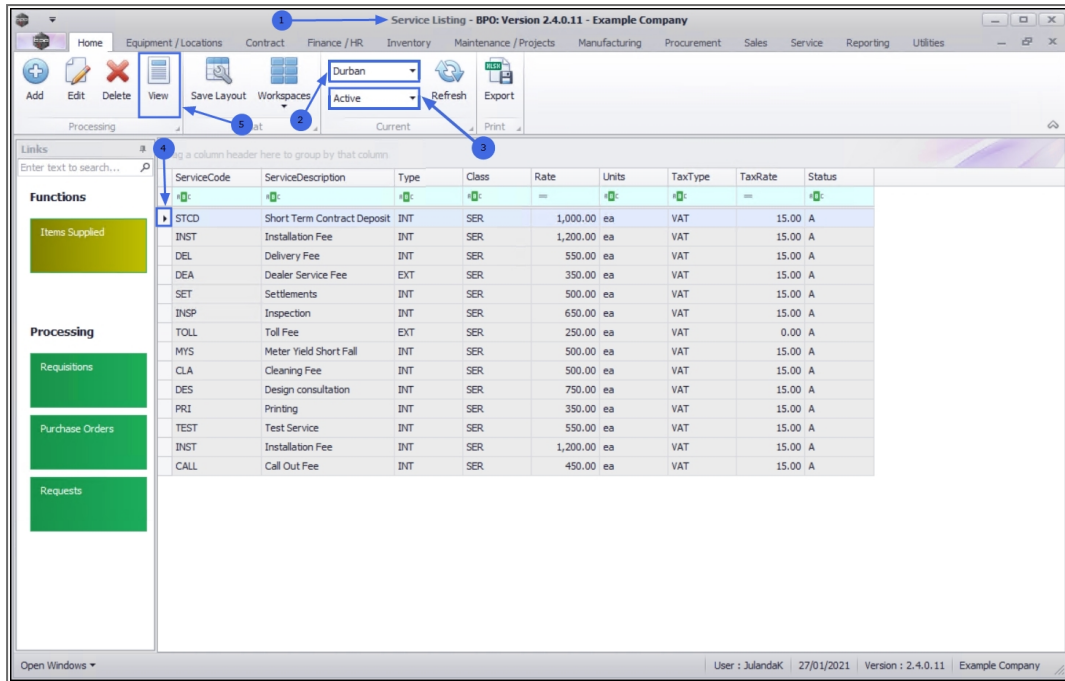 1
Service Listing - BPO: Version 2.4.0.11 - Example Company
Home Equipment / Locations Contract Finance / HR Inventory Maintenance / Projects Manufacturing Procurement Sales Service Reporting Utilities
Add Edit Delete View Save Layout Workspaces Durban Refresh Export
Active
2
3
5
Processing Current Print
Links
4
Enter text to search...
Functions
Items Supplied
Processing
Requisitions
Purchase Orders
Requests
a column header here to group by that column
ServiceCode ServiceDescription Type Class Rate Units TaxType TaxRate Status
STCD Short Term Contract Deposit INT SER 1,000.00 ea VAT 15.00 A
INST Installation Fee INT SER 1,200.00 ea VAT 15.00 A
DEL Delivery Fee INT SER 550.00 ea VAT 15.00 A
DEA Dealer Service Fee EXT SER 350.00 ea VAT 15.00 A
SET Settlements INT SER 500.00 ea VAT 15.00 A
INSP Inspection INT SER 650.00 ea VAT 15.00 A
TOLL Toll Fee EXT SER 250.00 ea VAT 0.00 A
MYS Meter Yield Short Fall INT SER 500.00 ea VAT 15.00 A
CLA Cleaning Fee INT SER 500.00 ea VAT 15.00 A
DES Design consultation INT SER 750.00 ea VAT 15.00 A
PRI Printing INT SER 350.00 ea VAT 15.00 A
TEST Test Service INT SER 550.00 ea VAT 15.00 A
INST Installation Fee INT SER 1,200.00 ea VAT 15.00 A
CALL Call Out Fee INT SER 450.00 ea VAT 15.00 A
Open Windows User : JulandaK 27/01/2021 Version : 2.4.0.11 Example Company